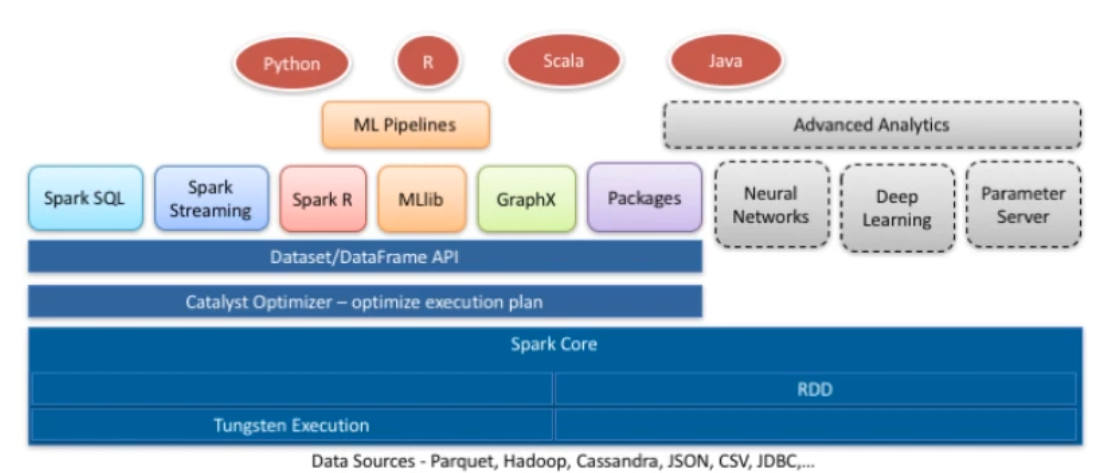 Python
R
Scala
Java
ML Pipelines
Advanced Analytics
Spark SQL
Spark
Streaming
Spark R
MLlib
GraphX
Packages
Neural
Networks
Deep
Learning
Parameter
Server
Dataset/DataFrame API
Catalyst Optimizer – optimize execution plan
Spark Core
RDD
Tungsten Execution
Data Sources - Parquet, Hadoop, Cassandra, JSON, CSV, JDBC,...